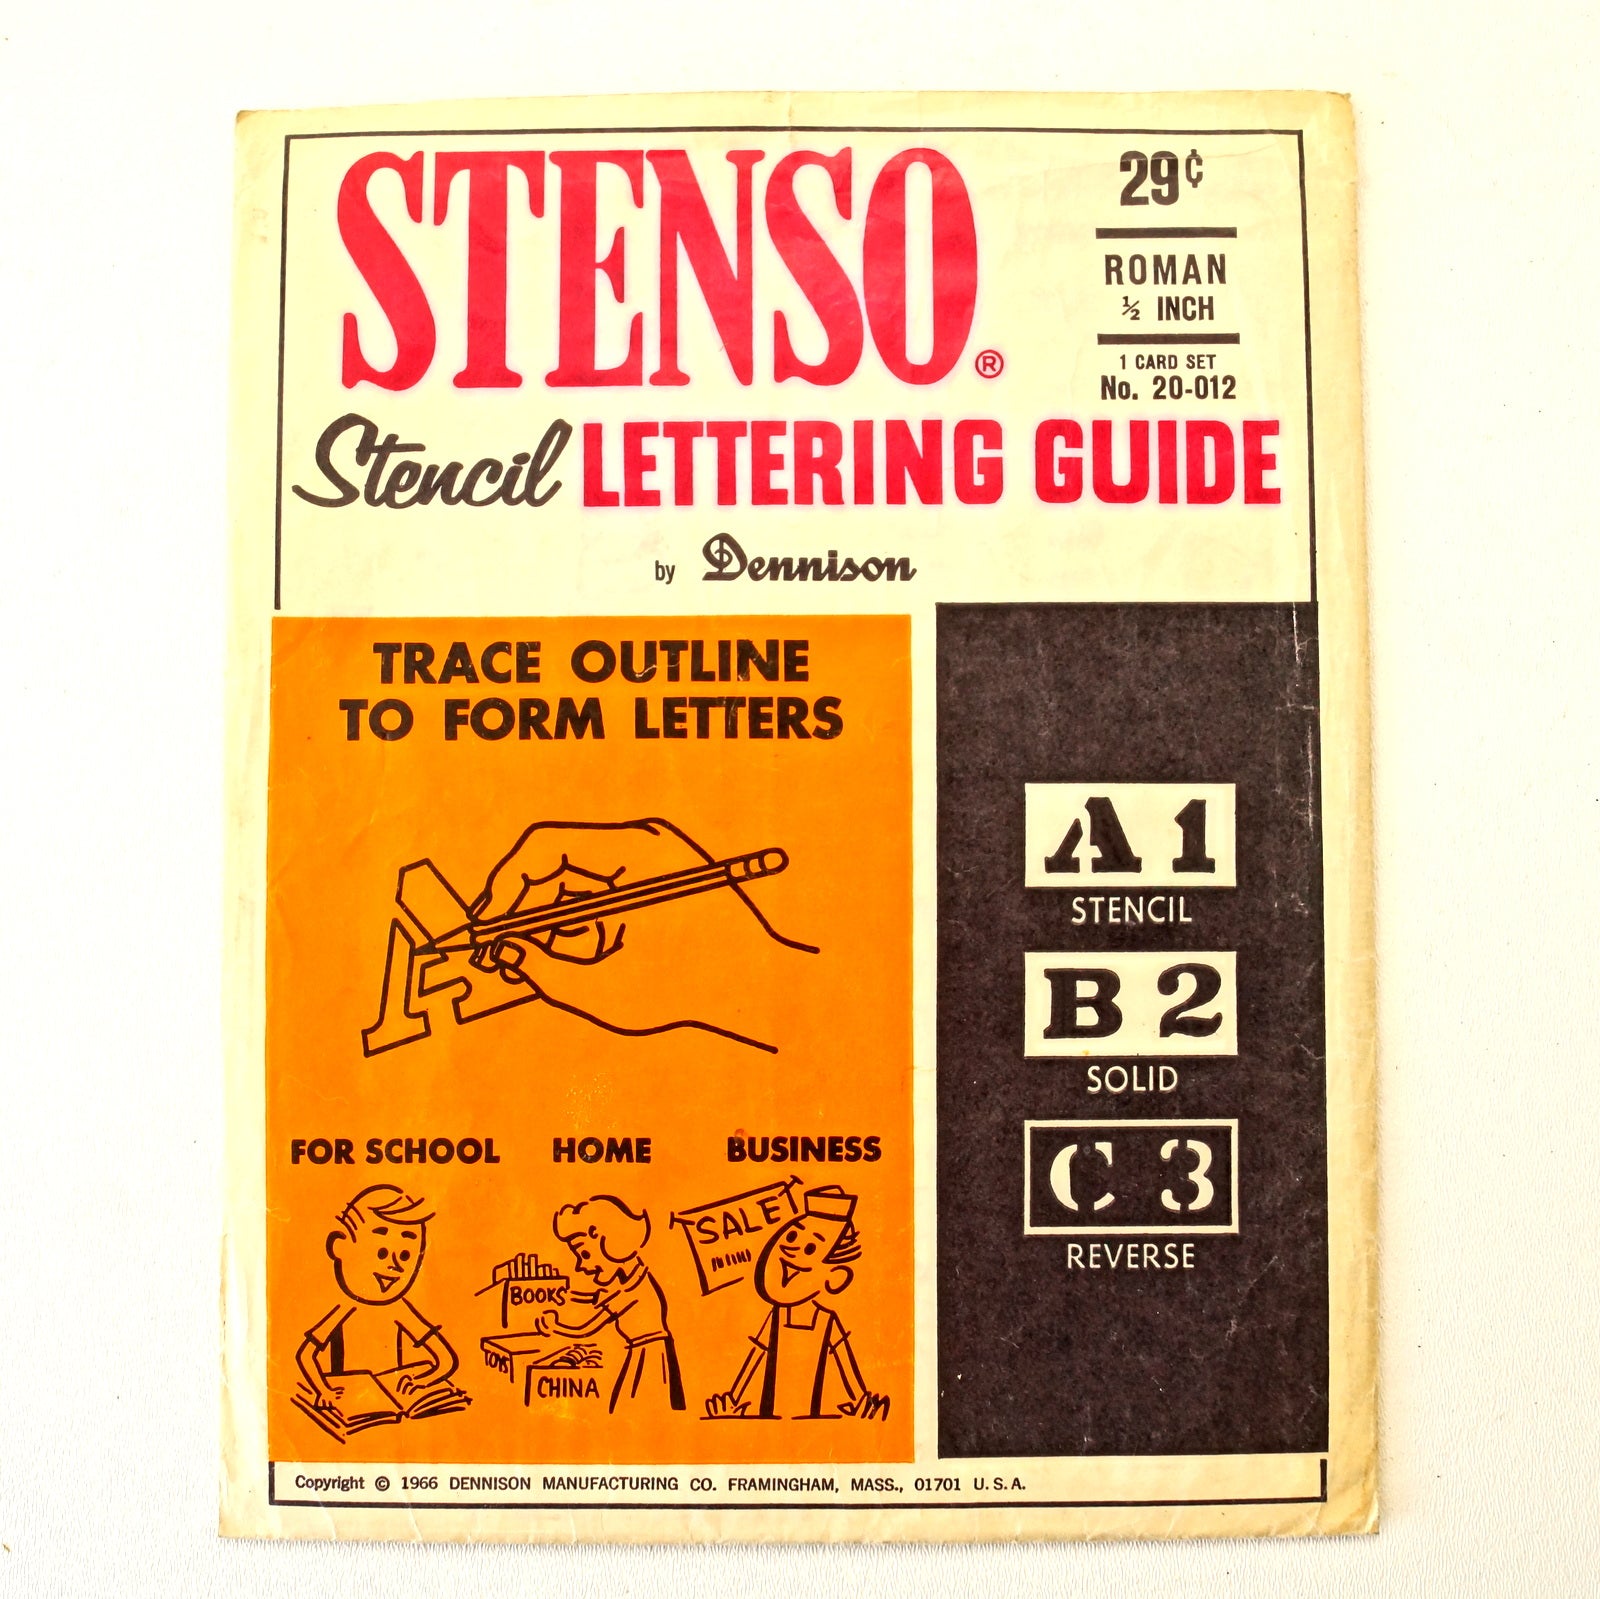 STENSO®
29¢
ROMAN
½ INCH
1 CARD SET
No. 20-012
Stencil LETTERING GUIDE
by Dennison
TRACE OUTLINE
TO FORM LETTERS
A
FOR SCHOOL HOME BUSINESS
SALE
BOOKS
TOYS
CHINA
A 1
STENCIL
B 2
SOLID
C 3
REVERSE
Copyright © 1966 DENNISON MANUFACTURING CO. FRAMINGHAM, MASS., 01701 U.S.A.